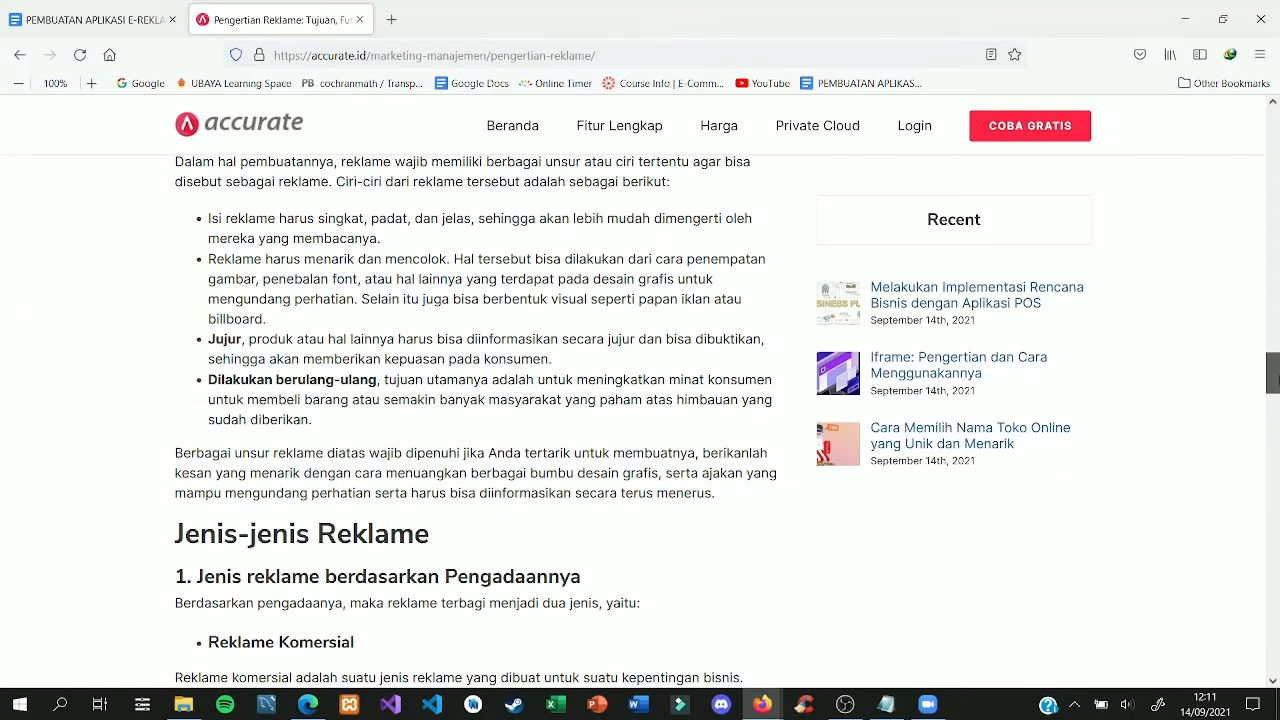 PEMBUATAN APLIKASI E-REKLA
Pengertian Reklame: Tujuan, Fu
https://accurate.id/marketing-manajemen/pengertian-reklame/
100%
Google
UBAYA Learning Space
PB cochranmath / Transp...
Google Docs
Online Timer
Course Info | E-Comm...
YouTube
PEMBUATAN APLIKAS...
Other Bookmarks
accurate
Beranda
Fitur Lengkap
Harga
Private Cloud
Login
COBA GRATIS
Dalam hal pembuatannya, reklame wajib memiliki berbagai unsur atau ciri tertentu agar bisa
disebut sebagai reklame. Ciri-ciri dari reklame tersebut adalah sebagai berikut:
• Isi reklame harus singkat, padat, dan jelas, sehingga akan lebih mudah dimengerti oleh
mereka yang membacanya.
• Reklame harus menarik dan mencolok. Hal tersebut bisa dilakukan dari cara penempatan
gambar, penebalan font, atau hal lainnya yang terdapat pada desain grafis untuk
mengundang perhatian. Selain itu juga bisa berbentuk visual seperti papan iklan atau
billboard.
• Jujur, produk atau hal lainnya harus bisa diinformasikan secara jujur dan bisa dibuktikan,
sehingga akan memberikan kepuasan pada konsumen.
• Dilakukan berulang-ulang, tujuan utamanya adalah untuk meningkatkan minat konsumen
untuk membeli barang atau semakin banyak masyarakat yang paham atas himbauan yang
sudah diberikan.
Berbagai unsur reklame diatas wajib dipenuhi jika Anda tertarik untuk membuatnya, berikanlah
kesan yang menarik dengan cara menuangkan berbagai bumbu desain grafis, serta ajakan yang
mampu mengundang perhatian serta harus bisa diinformasikan secara terus menerus.
Jenis-jenis Reklame
1. Jenis reklame berdasarkan Pengadaannya
Berdasarkan pengadaanya, maka reklame terbagi menjadi dua jenis, yaitu:
• Reklame Komersial
Reklame komersial adalah suatu jenis reklame yang dibuat untuk suatu kepentingan bisnis.
Recent
Melakukan Implementasi Rencana
Bisnis dengan Aplikasi POS
September 14th, 2021
Iframe: Pengertian dan Cara
Menggunakannya
September 14th, 2021
Cara Memilih Nama Toko Online
yang Unik dan Menarik
September 14th, 2021
12:11
14/09/2021